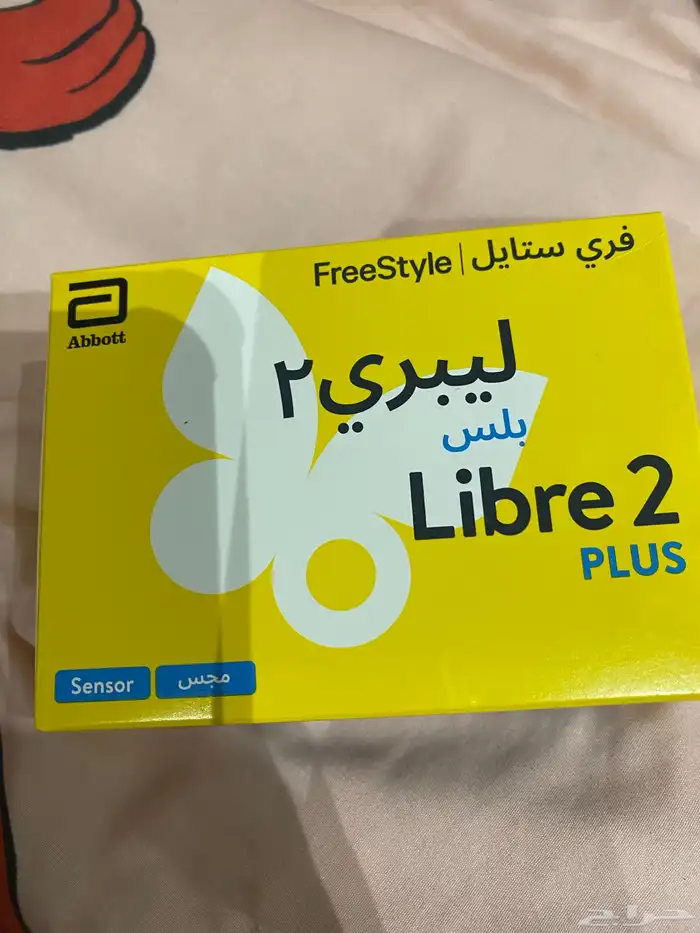 FreeStyle | فري ستايل
Abbott
ليبري٢
بلس
Libre 2
PLUS
Sensor
مجس
حراج